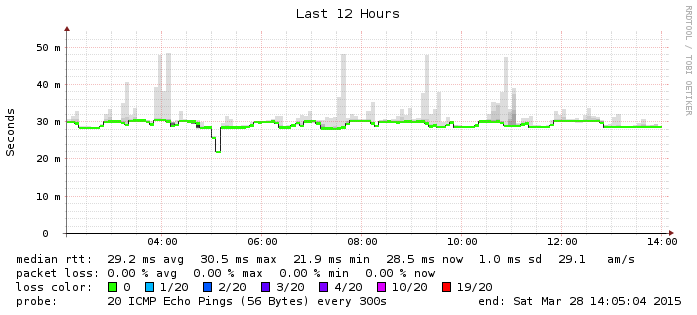 Last 12 Hours
RRDTOOL / TOBI OETIKER
Seconds
50 m
40 m
30 m
20 m
10 m
0
04:00 06:00 08:00 10:00 12:00 14:00
median rtt: 29.2 ms avg 30.5 ms max 21.9 ms min 28.5 ms now 1.0 ms sd 29.1 am/s
packet loss: 0.00 % avg 0.00 % max 0.00 % min 0.00 % now
loss color: 0 1/20 2/20 3/20 4/20 10/20 19/20
probe: 20 ICMP Echo Pings (56 Bytes) every 300s end: Sat Mar 28 14:05:04 2015